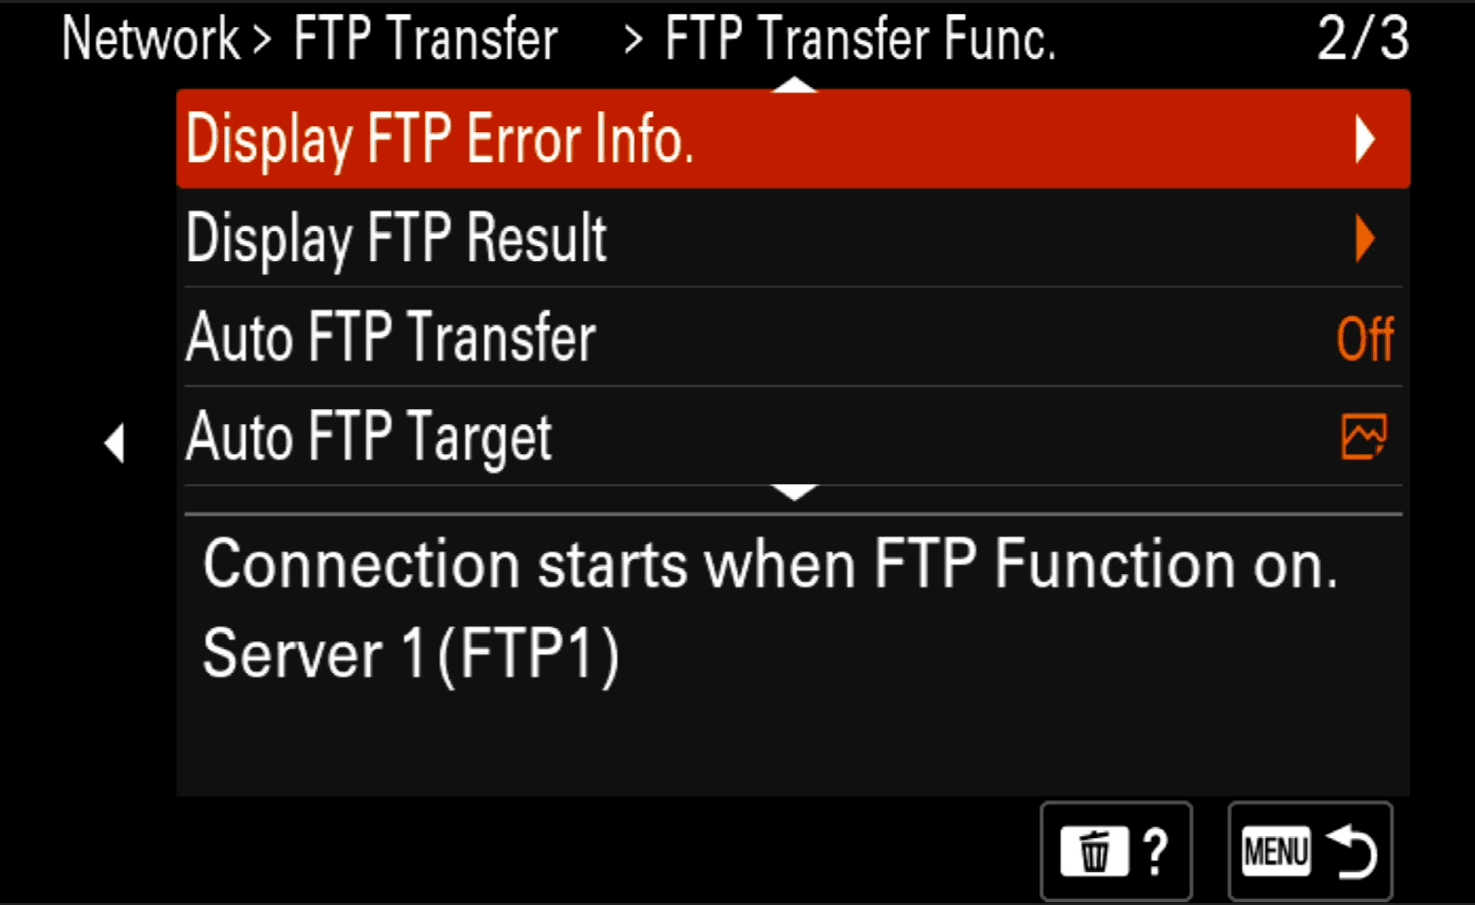 Network > FTP Transfer > FTP Transfer Func. 2/3
Display FTP Error Info.
Display FTP Result
Auto FTP Transfer Off
Auto FTP Target
Connection starts when FTP Function on.
Server 1(FTP1)
? MENU